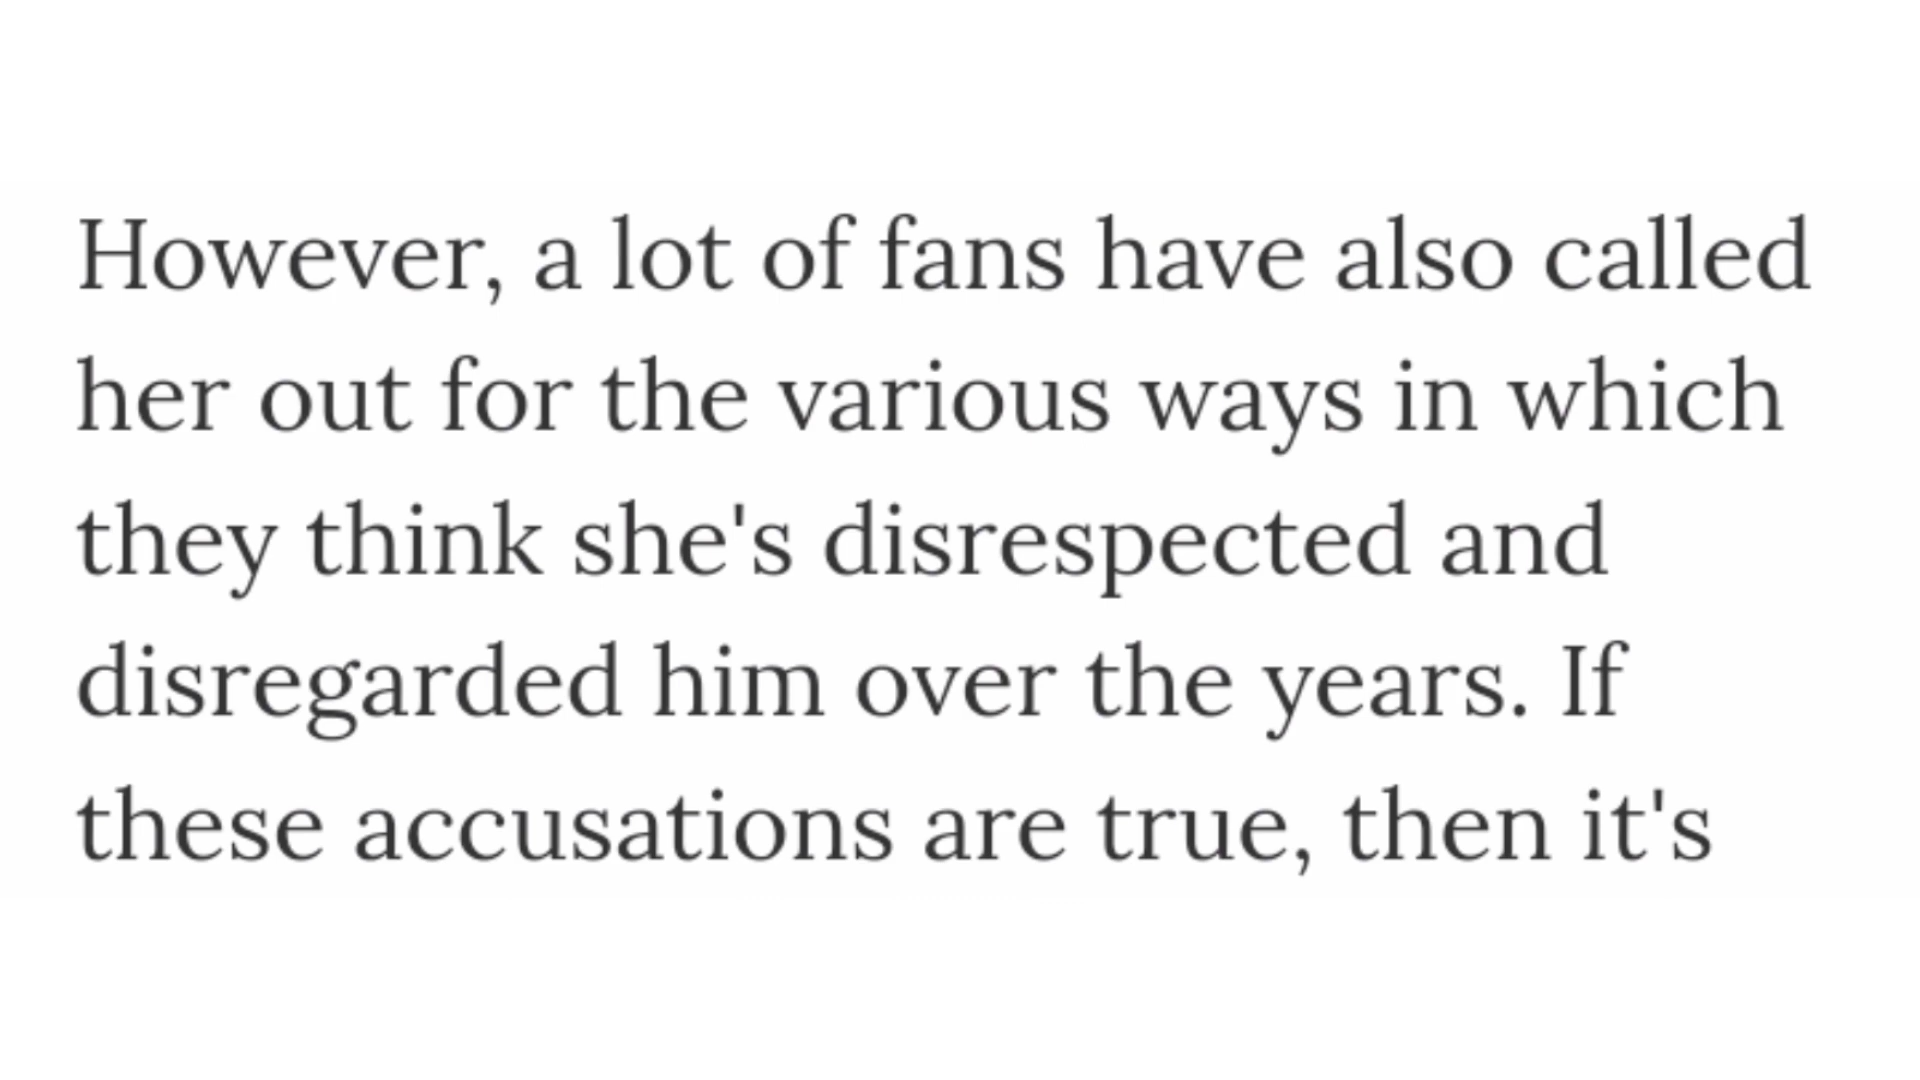 However, a lot of fans have also called
her out for the various ways in which
they think she's disrespected and
disregarded him over the years. If
these accusations are true, then it's